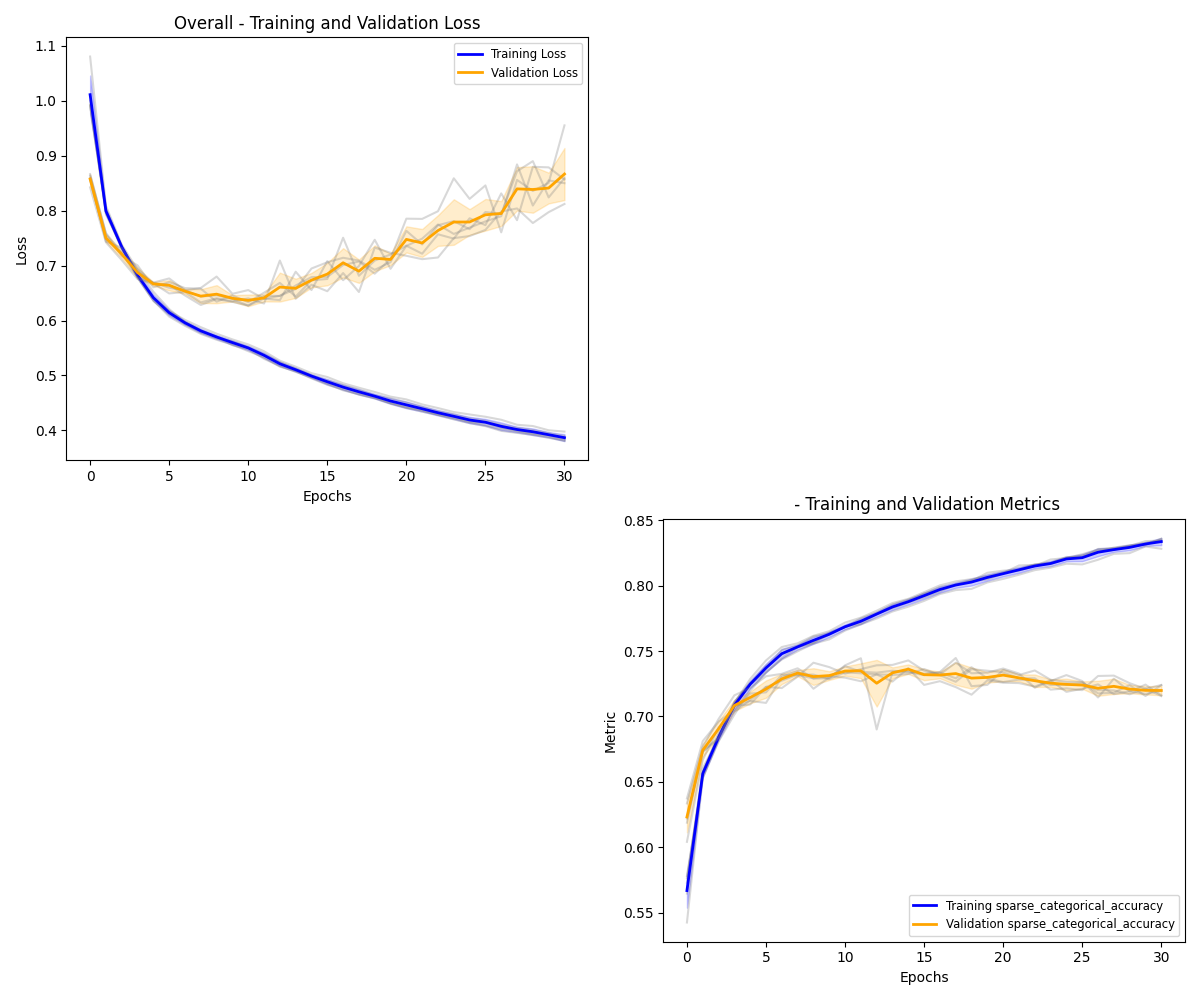 Overall - Training and Validation Loss
Training Loss
Validation Loss
Loss
1.1
1.0
0.9
0.8
0.7
0.6
0.5
0.4
0 5 10 15 20 25 30
Epochs
- Training and Validation Metrics
Metric
0.85
0.80
0.75
0.70
0.65
0.60
0.55
Training sparse_categorical_accuracy
Validation sparse_categorical_accuracy
0 5 10 15 20 25 30
Epochs